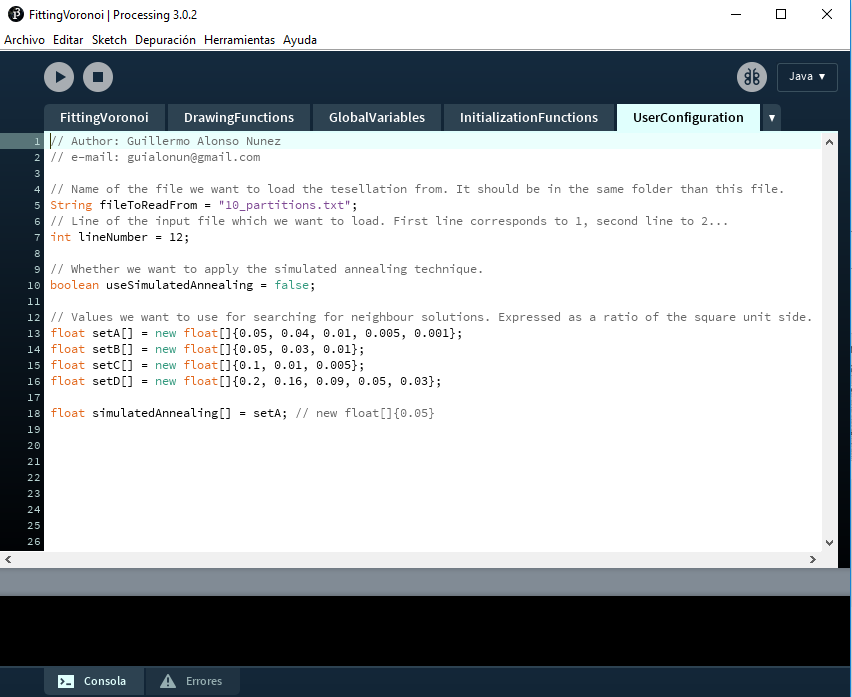 FittingVoronoi | Processing 3.0.2
Archivo Editar Sketch Depuración Herramientas Ayuda
Java ▼
FittingVoronoi DrawingFunctions GlobalVariables InitializationFunctions UserConfiguration ▼
1 // Author: Guillermo Alonso Nunez
2 // e-mail: guialonun@gmail.com
3
4 // Name of the file we want to load the tesellation from. It should be in the same folder than this file.
5 String fileToReadFrom = "10_partitions.txt";
6 // Line of the input file which we want to load. First line corresponds to 1, second line to 2...
7 int lineNumber = 12;
8
9 // Whether we want to apply the simulated annealing technique.
10 boolean useSimulatedAnnealing = false;
11
12 // Values we want to use for searching for neighbour solutions. Expressed as a ratio of the square unit side.
13 float setA[] = new float[]{0.05, 0.04, 0.01, 0.005, 0.001};
14 float setB[] = new float[]{0.05, 0.03, 0.01};
15 float setC[] = new float[]{0.1, 0.01, 0.005};
16 float setD[] = new float[]{0.2, 0.16, 0.09, 0.05, 0.03};
17
18 float simulatedAnnealing[] = setA; // new float[]{0.05}
19
20
21
22
23
24
25
26
Consola Errores